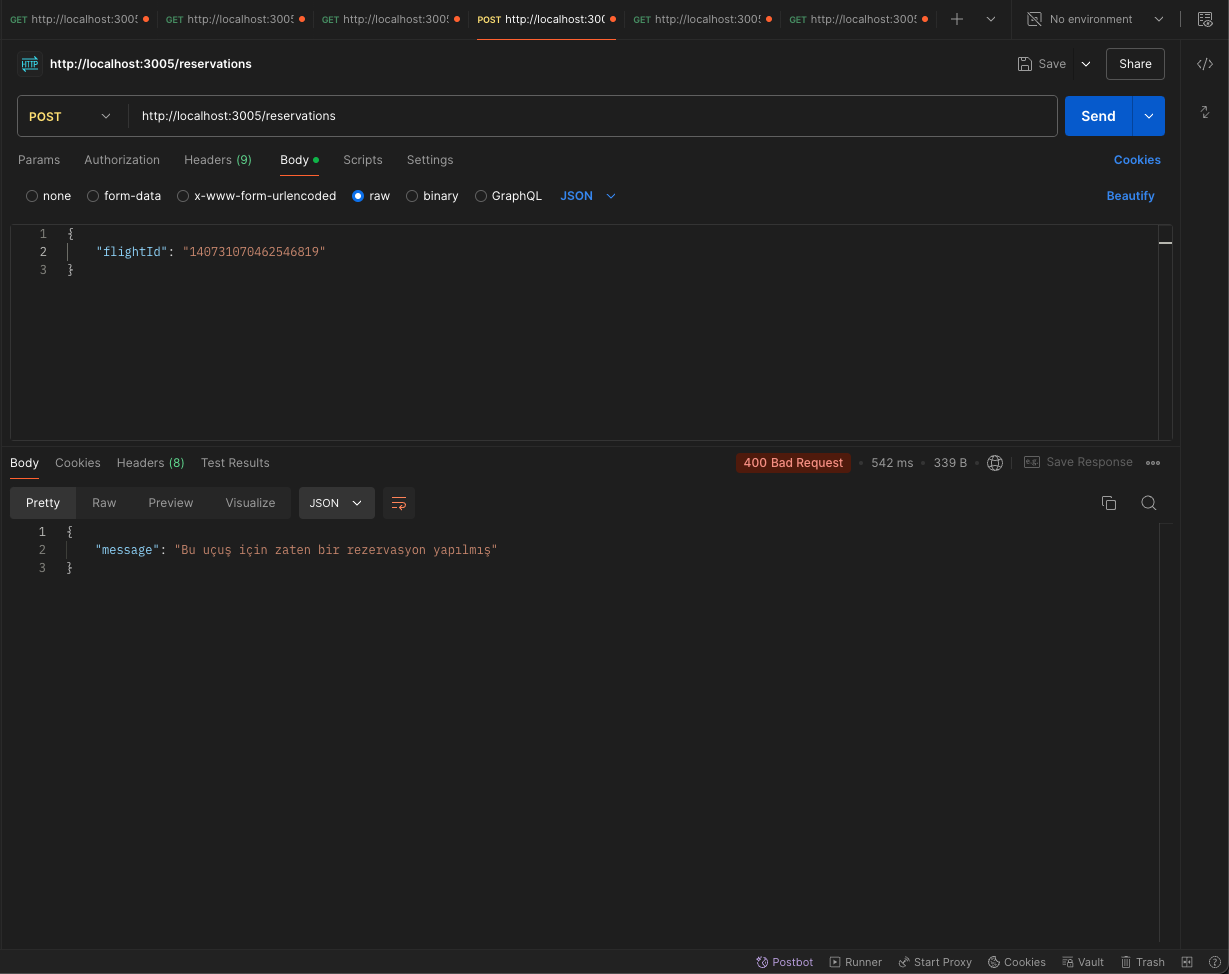 GET http://localhost:3005 GET http://localhost:3005 GET http://localhost:3005 POST http://localhost:300 GET http://localhost:3005 GET http://localhost:3005 No environment
HTTP http://localhost:3005/reservations Save Share
POST http://localhost:3005/reservations Send
Params Authorization Headers (9) Body Scripts Settings Cookies
none form-data x-www-form-urlencoded raw binary GraphQL JSON Beautify
1 {
2 "flightId": "140731070462546819"
3 }
Body Cookies Headers (8) Test Results 400 Bad Request 542 ms 339 B Save Response
Pretty Raw Preview Visualize JSON
1 {
2 "message": "Bu uçuş için zaten bir rezervasyon yapılmış"
3 }
Postbot Runner Start Proxy Cookies Vault Trash